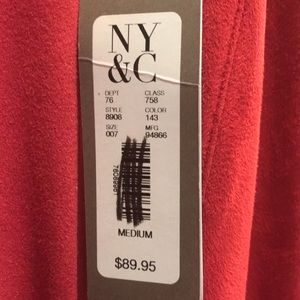 NY
&C
DEPT CLASS
76 758
STYLE COLOR
8908 143
SIZE MFG
007 94866
MEDIUM
$89.95